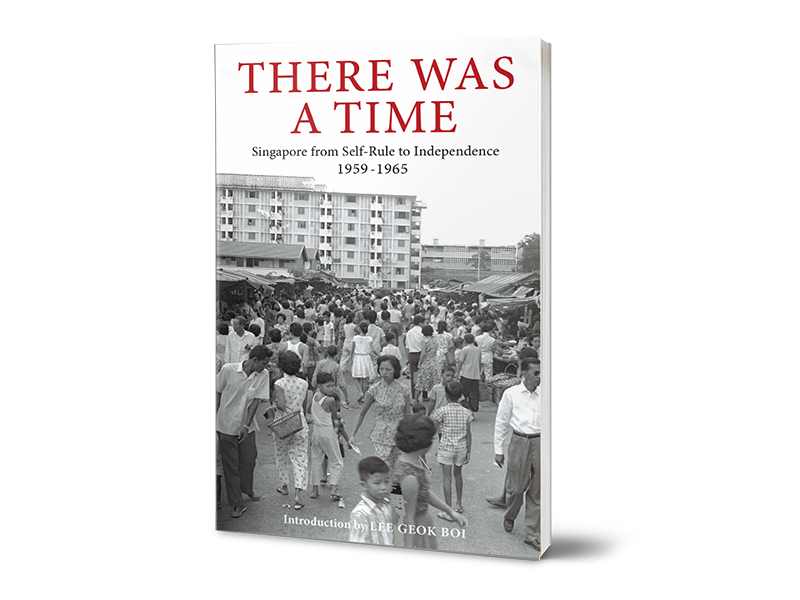 THERE WAS
A TIME
Singapore from Self-Rule to Independence
1959-1965
Introduction by LEE GEOK BOI